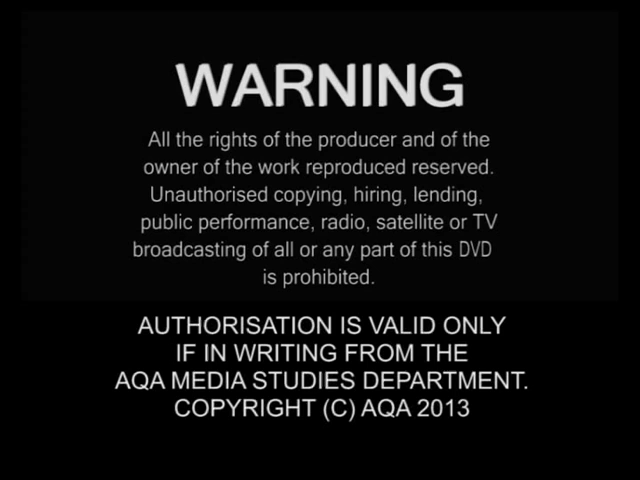 WARNING
All the rights of the producer and of the
owner of the work reproduced reserved.
Unauthorised copying, hiring, lending,
public performance, radio, satellite or TV
broadcasting of all or any part of this DVD
is prohibited.
AUTHORISATION IS VALID ONLY
IF IN WRITING FROM THE
AQA MEDIA STUDIES DEPARTMENT.
COPYRIGHT (C) AQA 2013